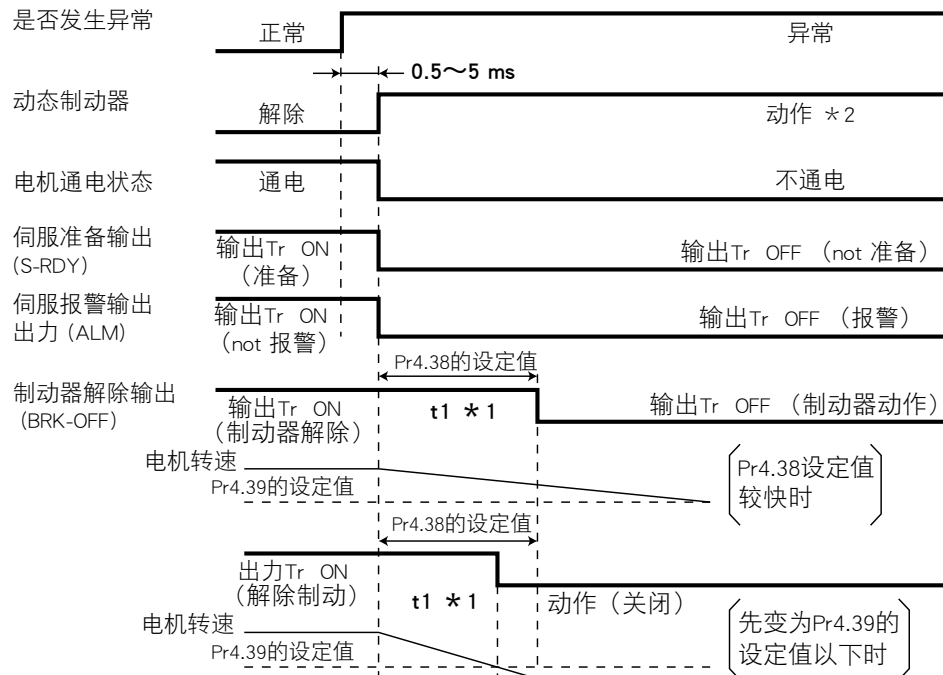 是否发生异常
正常
异常
0.5～5 ms
动态制动器
解除
动作 ＊2
电机通电状态
通电
不通电
伺服准备输出
(S-RDY)
输出Tr ON
（准备）
输出Tr OFF （not 准备）
伺服报警输出
出力 (ALM)
输出Tr ON
（not 报警）
输出Tr OFF （报警）
Pr4.38的设定值
制动器解除输出
(BRK-OFF)
输出Tr ON
（制动器解除）
t1 ＊1
输出Tr OFF （制动器动作）
电机转速
Pr4.39的设定值
Pr4.38设定值
较快时
Pr4.38的设定值
出力Tr ON
（解除制动）
t1 ＊1
动作（关闭）
电机转速
Pr4.39的设定值
先变为Pr4.39的
设定值以下时